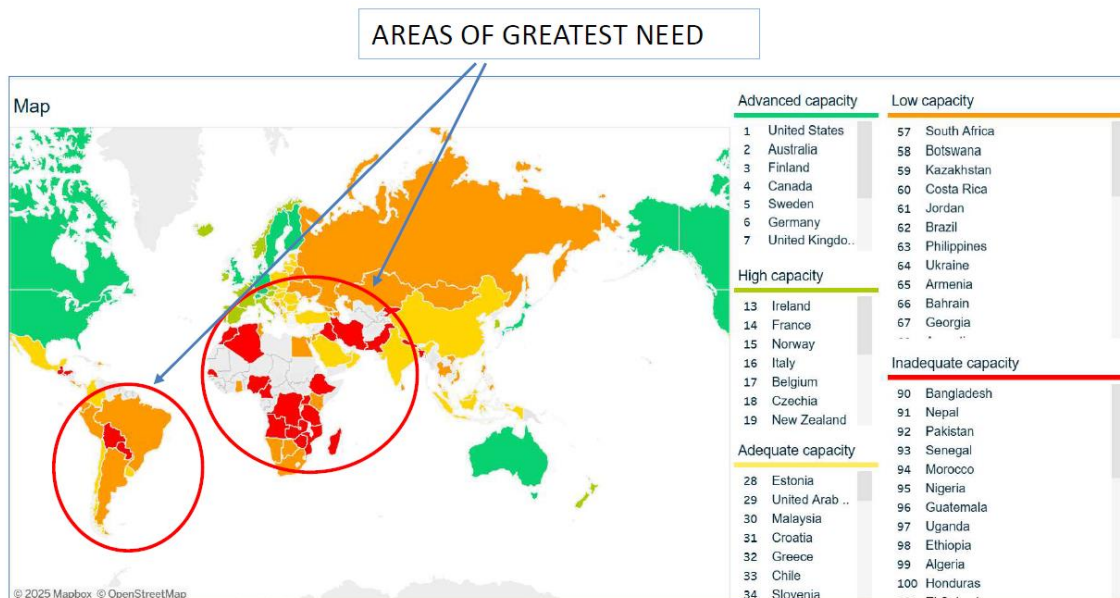 AREAS OF GREATEST NEED
Map
© 2025 Mapbox © OpenStreetMap
Advanced capacity
1 United States
2 Australia
3 Finland
4 Canada
5 Sweden
6 Germany
7 United Kingdo..
High capacity
13 Ireland
14 France
15 Norway
16 Italy
17 Belgium
18 Czechia
19 New Zealand
Adequate capacity
28 Estonia
29 United Arab ..
30 Malaysia
31 Croatia
32 Greece
33 Chile
34 Slovenia
Low capacity
57 South Africa
58 Botswana
59 Kazakhstan
60 Costa Rica
61 Jordan
62 Brazil
63 Philippines
64 Ukraine
65 Armenia
66 Bahrain
67 Georgia
Inadequate capacity
90 Bangladesh
91 Nepal
92 Pakistan
93 Senegal
94 Morocco
95 Nigeria
96 Guatemala
97 Uganda
98 Ethiopia
99 Algeria
100 Honduras